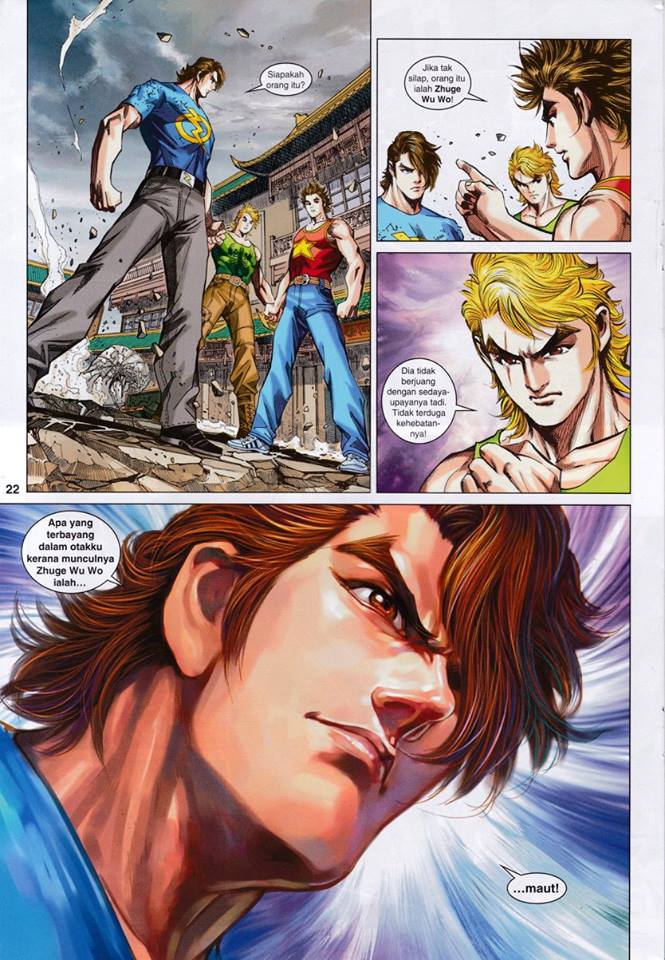 Siapakah
orang itu?
Jika tak
silap, orang itu
ialah Zhuge
Wu Wo!
Dia tidak
berjuang
dengan sedaya-
upayanya tadi.
Tidak terduga
kehebatan-
nya!
22
Apa yang
terbayang
dalam otakku
kerana munculnya
Zhuge Wu Wo
ialah...
...maut!